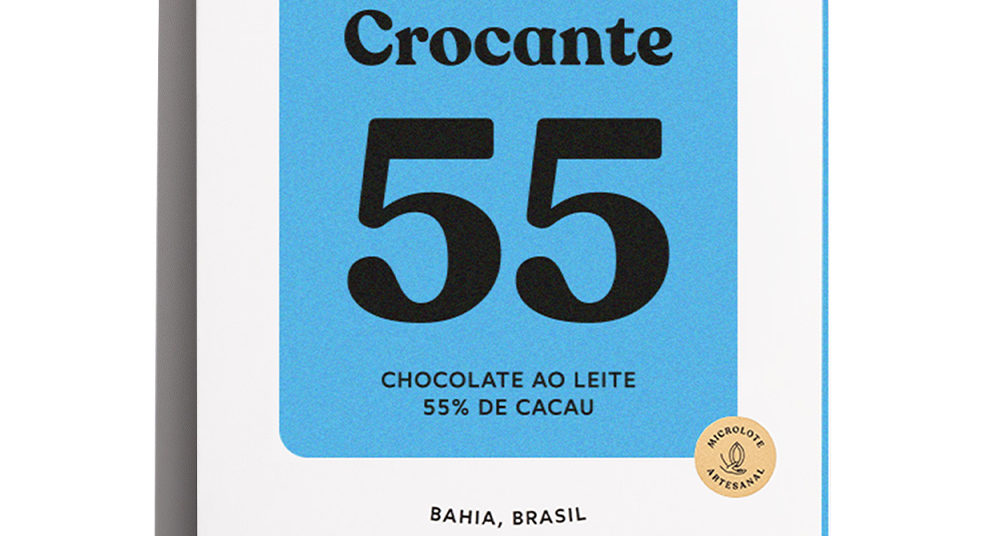 Crocante
55
CHOCOLATE AO LEITE
55% DE CACAU
MICROLOTE
ARTESANAL
BAHIA, BRASIL